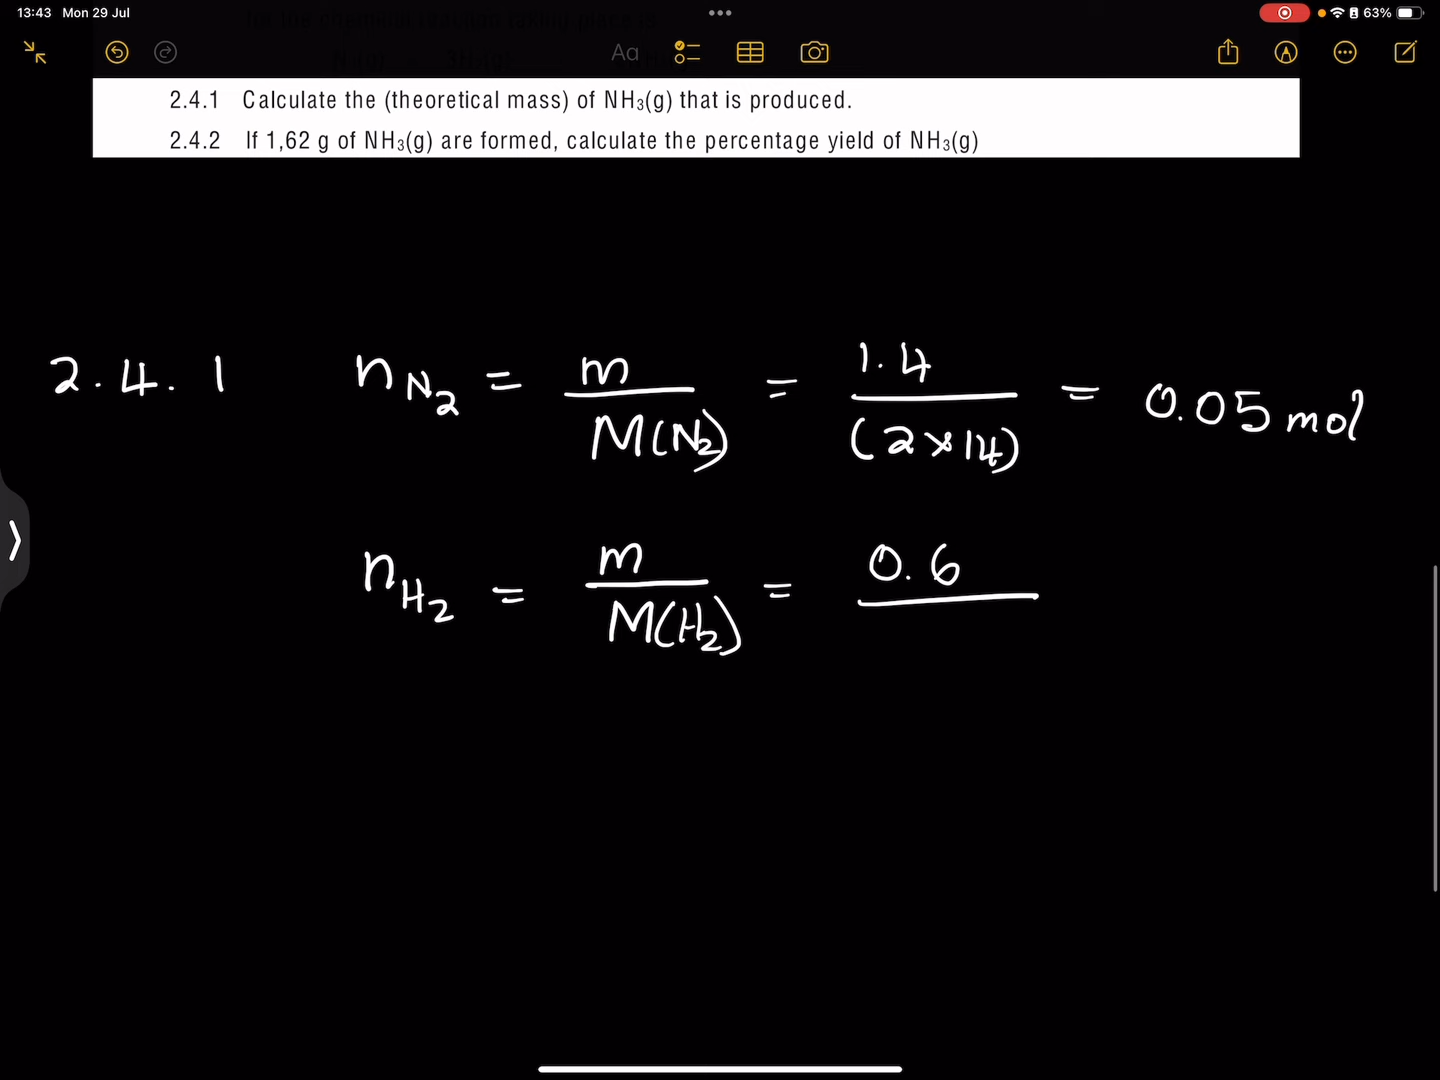 13:43 Mon 29 Jul
63%
Aa
2.4.1 Calculate the (theoretical mass) of NH₃(g) that is produced.
2.4.2 If 1,62 g of NH₃(g) are formed, calculate the percentage yield of NH₃(g)
2.4.1 n N₂ = m / M(N₂) = 1.4 / (2×14) = 0.05 mol
n H₂ = m / M(H₂) = 0.6